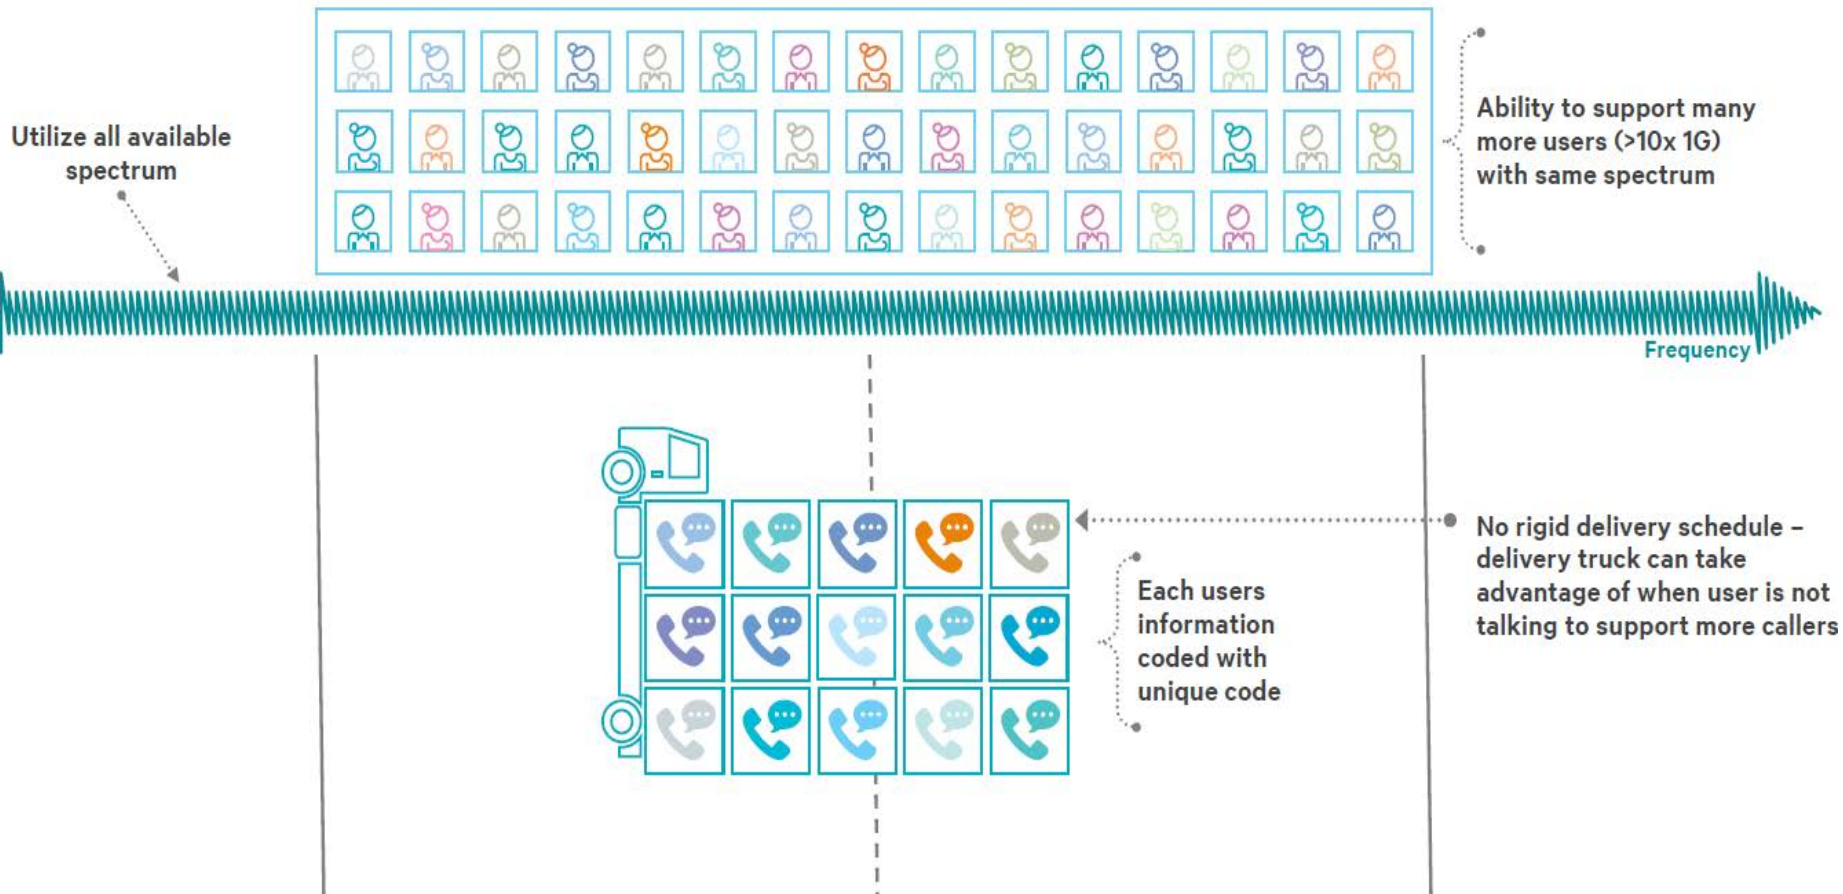 Utilize all available
spectrum
Ability to support many
more users (>10x 1G)
with same spectrum
Frequency
No rigid delivery schedule –
delivery truck can take
advantage of when user is not
talking to support more callers
Each users
information
coded with
unique code